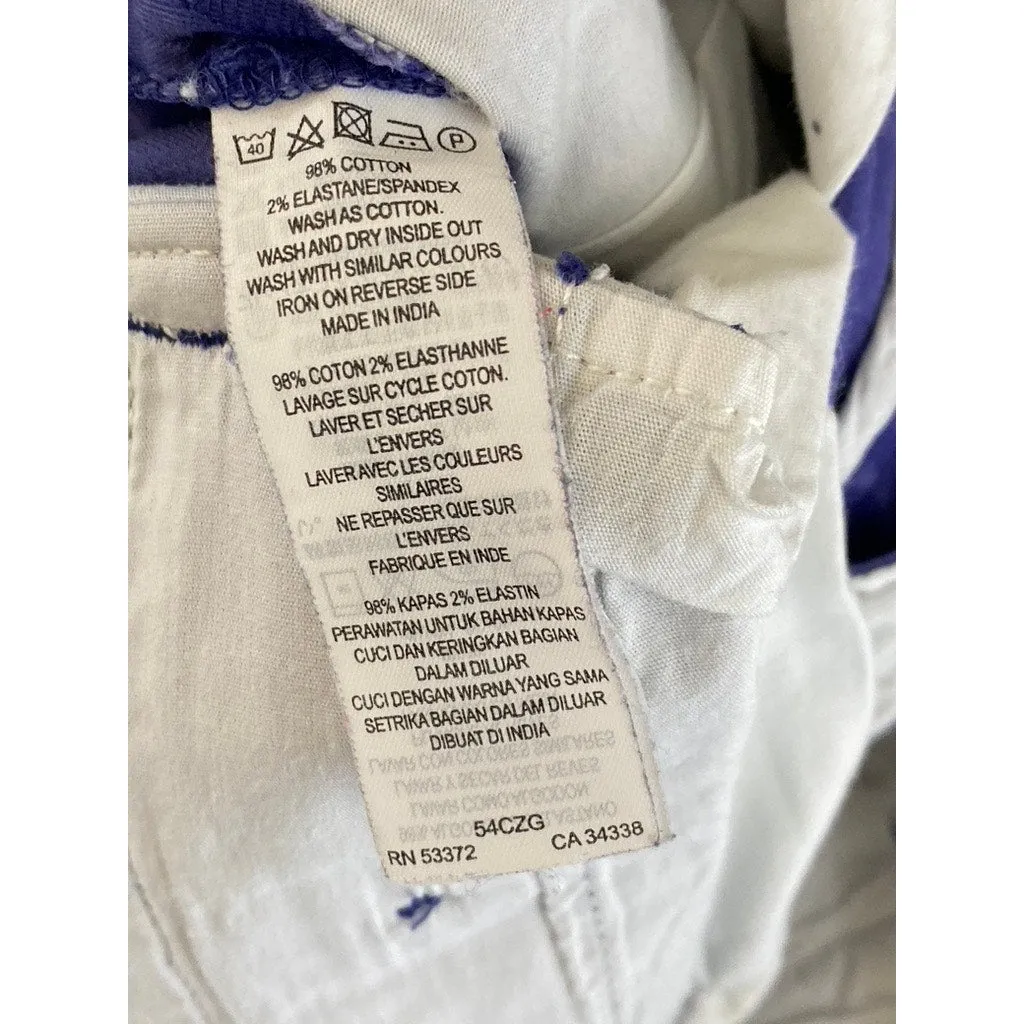 40
P
98% COTTON
2% ELASTANE/SPANDEX
WASH AS COTTON.
WASH AND DRY INSIDE OUT
WASH WITH SIMILAR COLOURS
IRON ON REVERSE SIDE
MADE IN INDIA
98% COTON 2% ELASTHANNE
LAVAGE SUR CYCLE COTON.
LAVER ET SECHER SUR
L'ENVERS
LAVER AVEC LES COULEURS
SIMILAIRES
NE REPASSER QUE SUR
L'ENVERS
FABRIQUE EN INDE
98% KAPAS 2% ELASTIN
PERAWATAN UNTUK BAHAN KAPAS
CUCI DAN KERINGKAN BAGIAN
DALAM DILUAR
CUCI DENGAN WARNA YANG SAMA
SETRIKA BAGIAN DALAM DILUAR
DIBUAT DI INDIA
54CZG
RN 53372 CA 34338